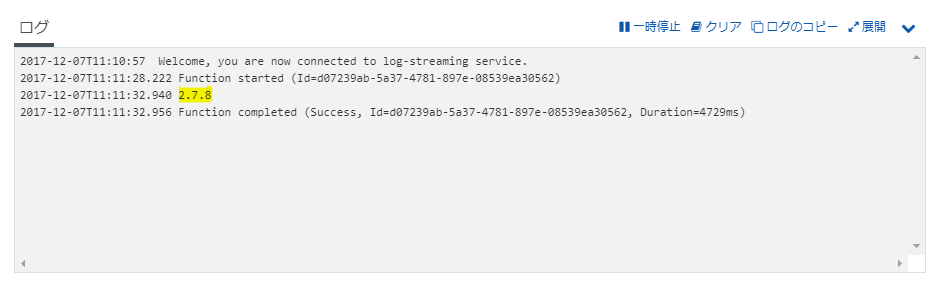 ログ
一時停止 クリア ログのコピー 展開
2017-12-07T11:10:57  Welcome, you are now connected to log-streaming service.
2017-12-07T11:11:28.222 Function started (Id=d07239ab-5a37-4781-897e-08539ea30562)
2017-12-07T11:11:32.940 2.7.8
2017-12-07T11:11:32.956 Function completed (Success, Id=d07239ab-5a37-4781-897e-08539ea30562, Duration=4729ms)